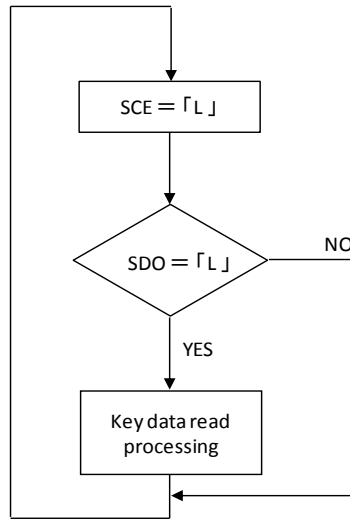 SCE =「L」
SDO =「L」
NO
YES
Key data read
processing